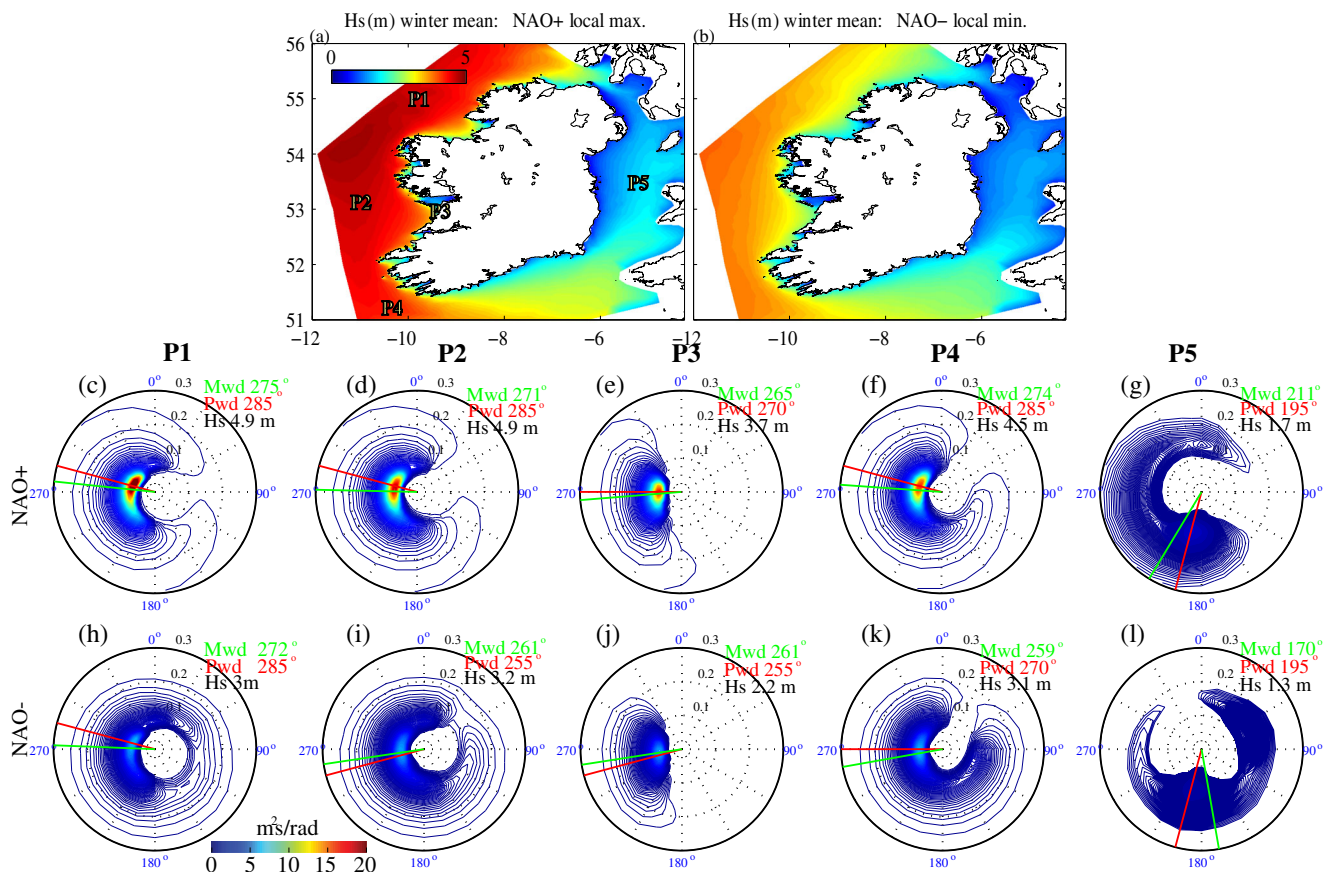 Hs(m) winter mean: NAO+ local max.
Hs(m) winter mean: NAO− local min.
(a)
(b)
0 5
56
55
54
53
52
51
P1
P2
P3
P4
P5
−12 −10 −8 −6
−12 −10 −8 −6
P1 P2 P3 P4 P5
NAO+
(c)
0°
0.3
0.2
0.1
Mwd 275°
Pwd 285°
Hs 4.9 m
270°
90°
180°
(d)
0°
0.3
0.2
0.1
Mwd 271°
Pwd 285°
Hs 4.9 m
270°
90°
180°
(e)
0°
0.3
0.2
0.1
Mwd 265°
Pwd 270°
Hs 3.7 m
270°
90°
180°
(f)
0°
0.3
0.2
0.1
Mwd 274°
Pwd 285°
Hs 4.5 m
270°
90°
180°
(g)
0°
0.3
0.2
0.1
Mwd 211°
Pwd 195°
Hs 1.7 m
270°
90°
180°
NAO-
(h)
0°
0.3
0.2
0.1
Mwd 272°
Pwd 285°
Hs 3m
270°
90°
180°
(i)
0°
0.3
0.2
0.1
Mwd 261°
Pwd 255°
Hs 3.2 m
270°
90°
180°
(j)
0°
0.3
0.2
0.1
Mwd 261°
Pwd 255°
Hs 2.2 m
270°
90°
180°
(k)
0°
0.3
0.2
0.1
Mwd 259°
Pwd 270°
Hs 3.1 m
270°
90°
180°
(l)
0°
0.3
0.2
0.1
Mwd 170°
Pwd 195°
Hs 1.3 m
270°
90°
180°
m²s/rad
0 5 10 15 20